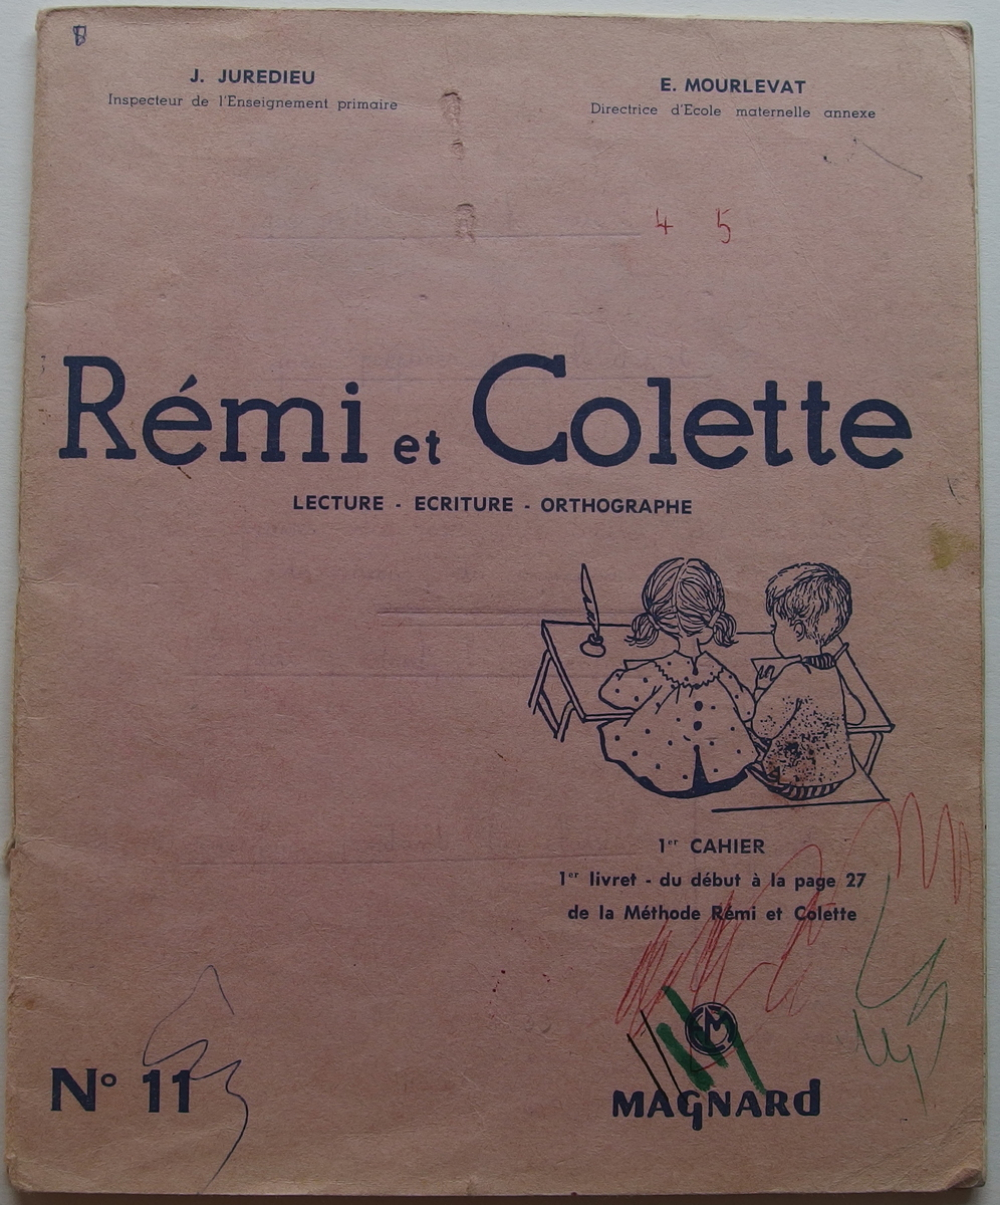 J. JUREDIEU
Inspecteur de l'Enseignement primaire
E. MOURLEVAT
Directrice d'Ecole maternelle annexe
4 5
Rémi et Colette
LECTURE - ECRITURE - ORTHOGRAPHE
1er CAHIER
1er livret - du début à la page 27
de la Méthode Rémi et Colette
N° 11
MAGNARD